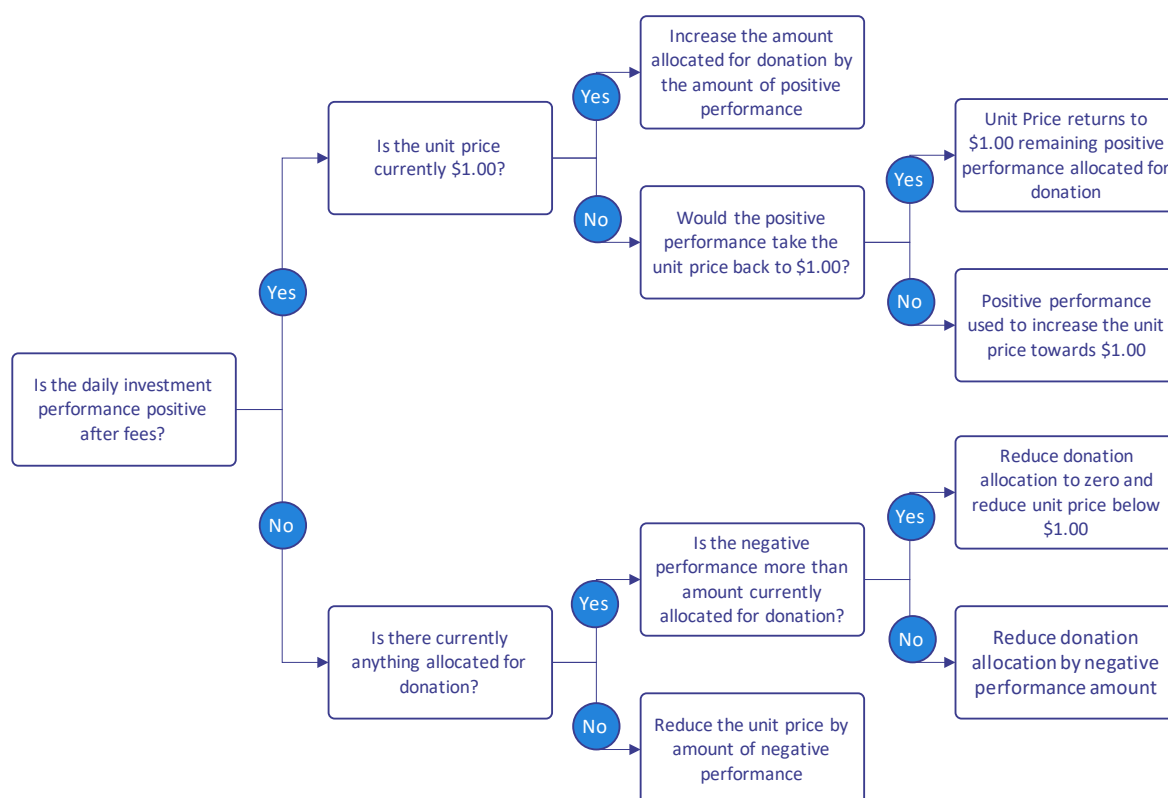 Increase the amount
allocated for donation by
the amount of positive
performance
Yes
Is the unit price
currently $1.00?
Unit Price returns to
$1.00 remaining positive
performance allocated for
donation
Yes
No
Would the positive
performance take the
unit price back to $1.00?
Yes
No
Positive performance
used to increase the unit
price towards $1.00
Is the daily investment
performance positive
after fees?
Reduce donation
allocation to zero and
reduce unit price below
$1.00
Yes
No
Is the negative
performance more than
amount currently
allocated for donation?
Yes
Is there currently
anything allocated for
donation?
No
Reduce donation
allocation by negative
performance amount
No
Reduce the unit price by
amount of negative
performance